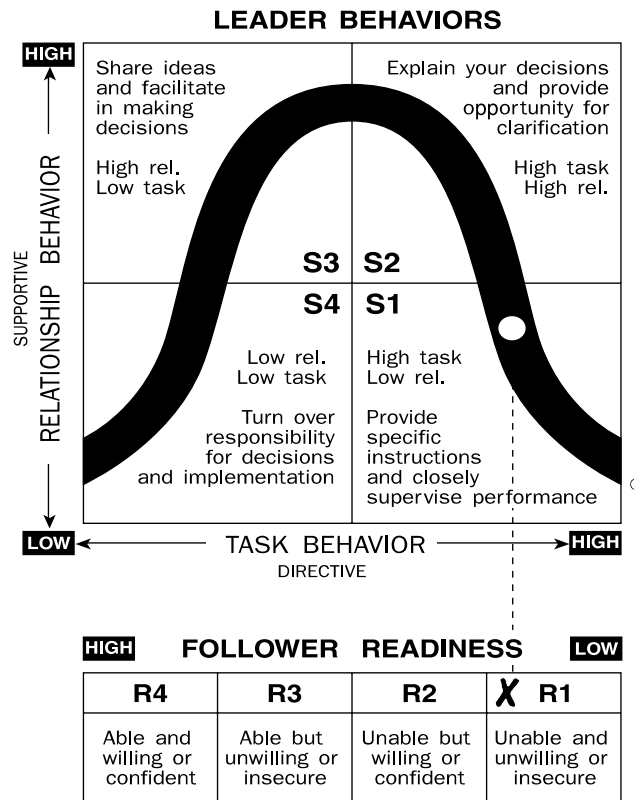 LEADER BEHAVIORS
HIGH
Share ideas
and facilitate
in making
decisions
High rel.
Low task
Explain your decisions
and provide
opportunity for
clarification
High task
High rel.
SUPPORTIVE
RELATIONSHIP BEHAVIOR
S3 S2
S4 S1
Low rel.
Low task
Turn over
responsibility
for decisions
and implementation
High task
Low rel.
Provide
specific
instructions
and closely
supervise performance
LOW
TASK BEHAVIOR
HIGH
DIRECTIVE
HIGH
FOLLOWER READINESS
LOW
R4
R3
R2
X R1
Able and
willing or
confident
Able but
unwilling or
insecure
Unable but
willing or
confident
Unable and
unwilling or
insecure